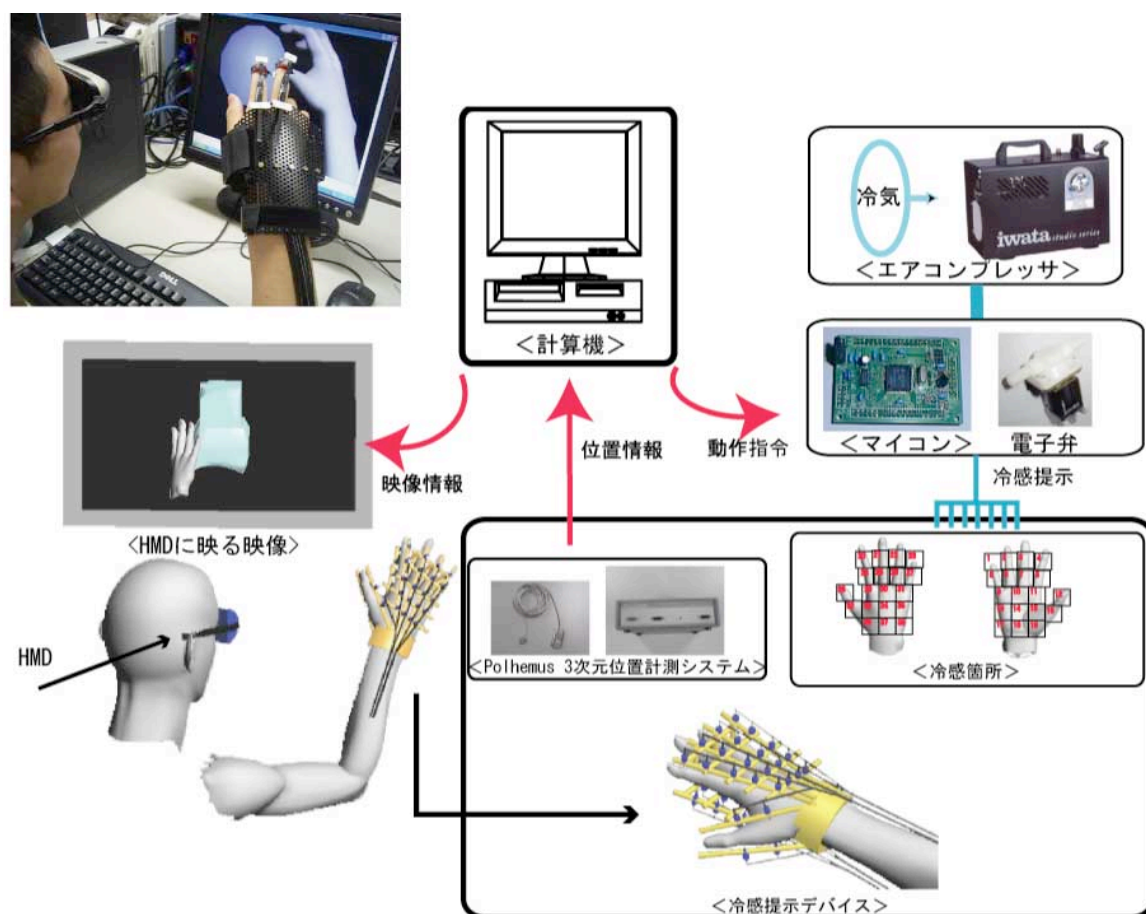 冷気
iwata
studio series
<エアコンプレッサ>
<計算機>
<マイコン>
電子弁
映像情報
位置情報
動作指令
冷感提示
<HMDに映る映像>
HMD
<Polhemus 3次元位置計測システム>
<冷感箇所>
<冷感提示デバイス>
DELL